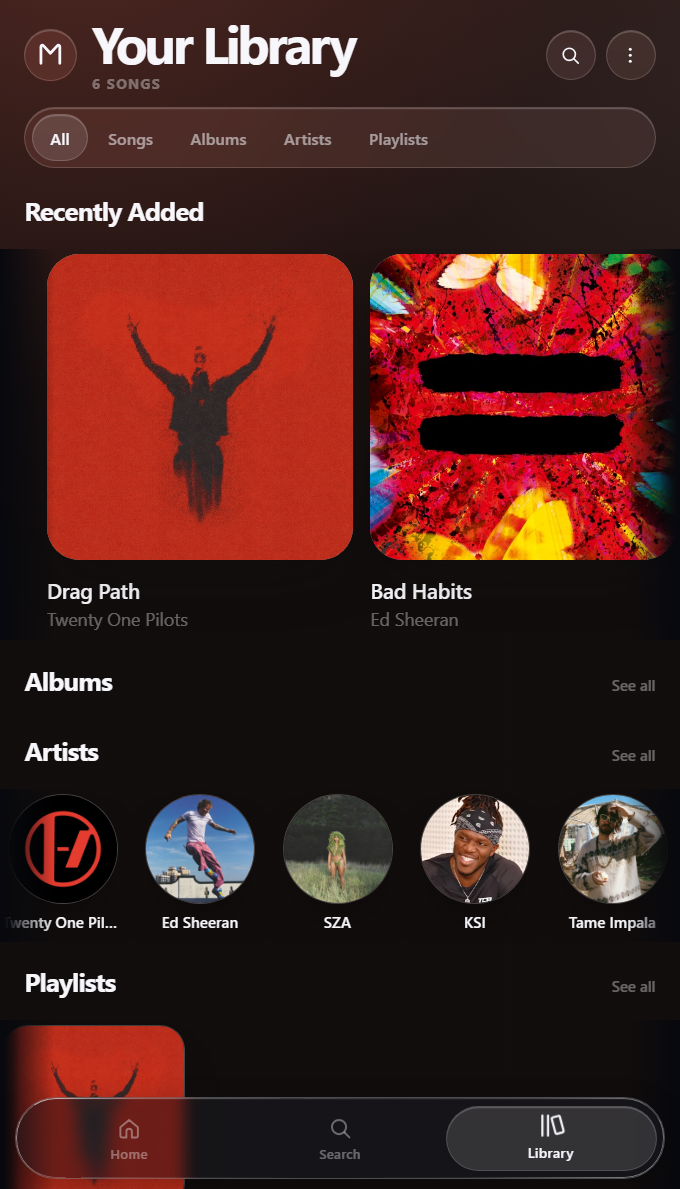 Your Library
6 SONGS
All Songs Albums Artists Playlists
Recently Added
Drag Path
Twenty One Pilots
Bad Habits
Ed Sheeran
Albums See all
Artists See all
Twenty One Pil... Ed Sheeran SZA KSI Tame Impala
Playlists See all
Home Search Library